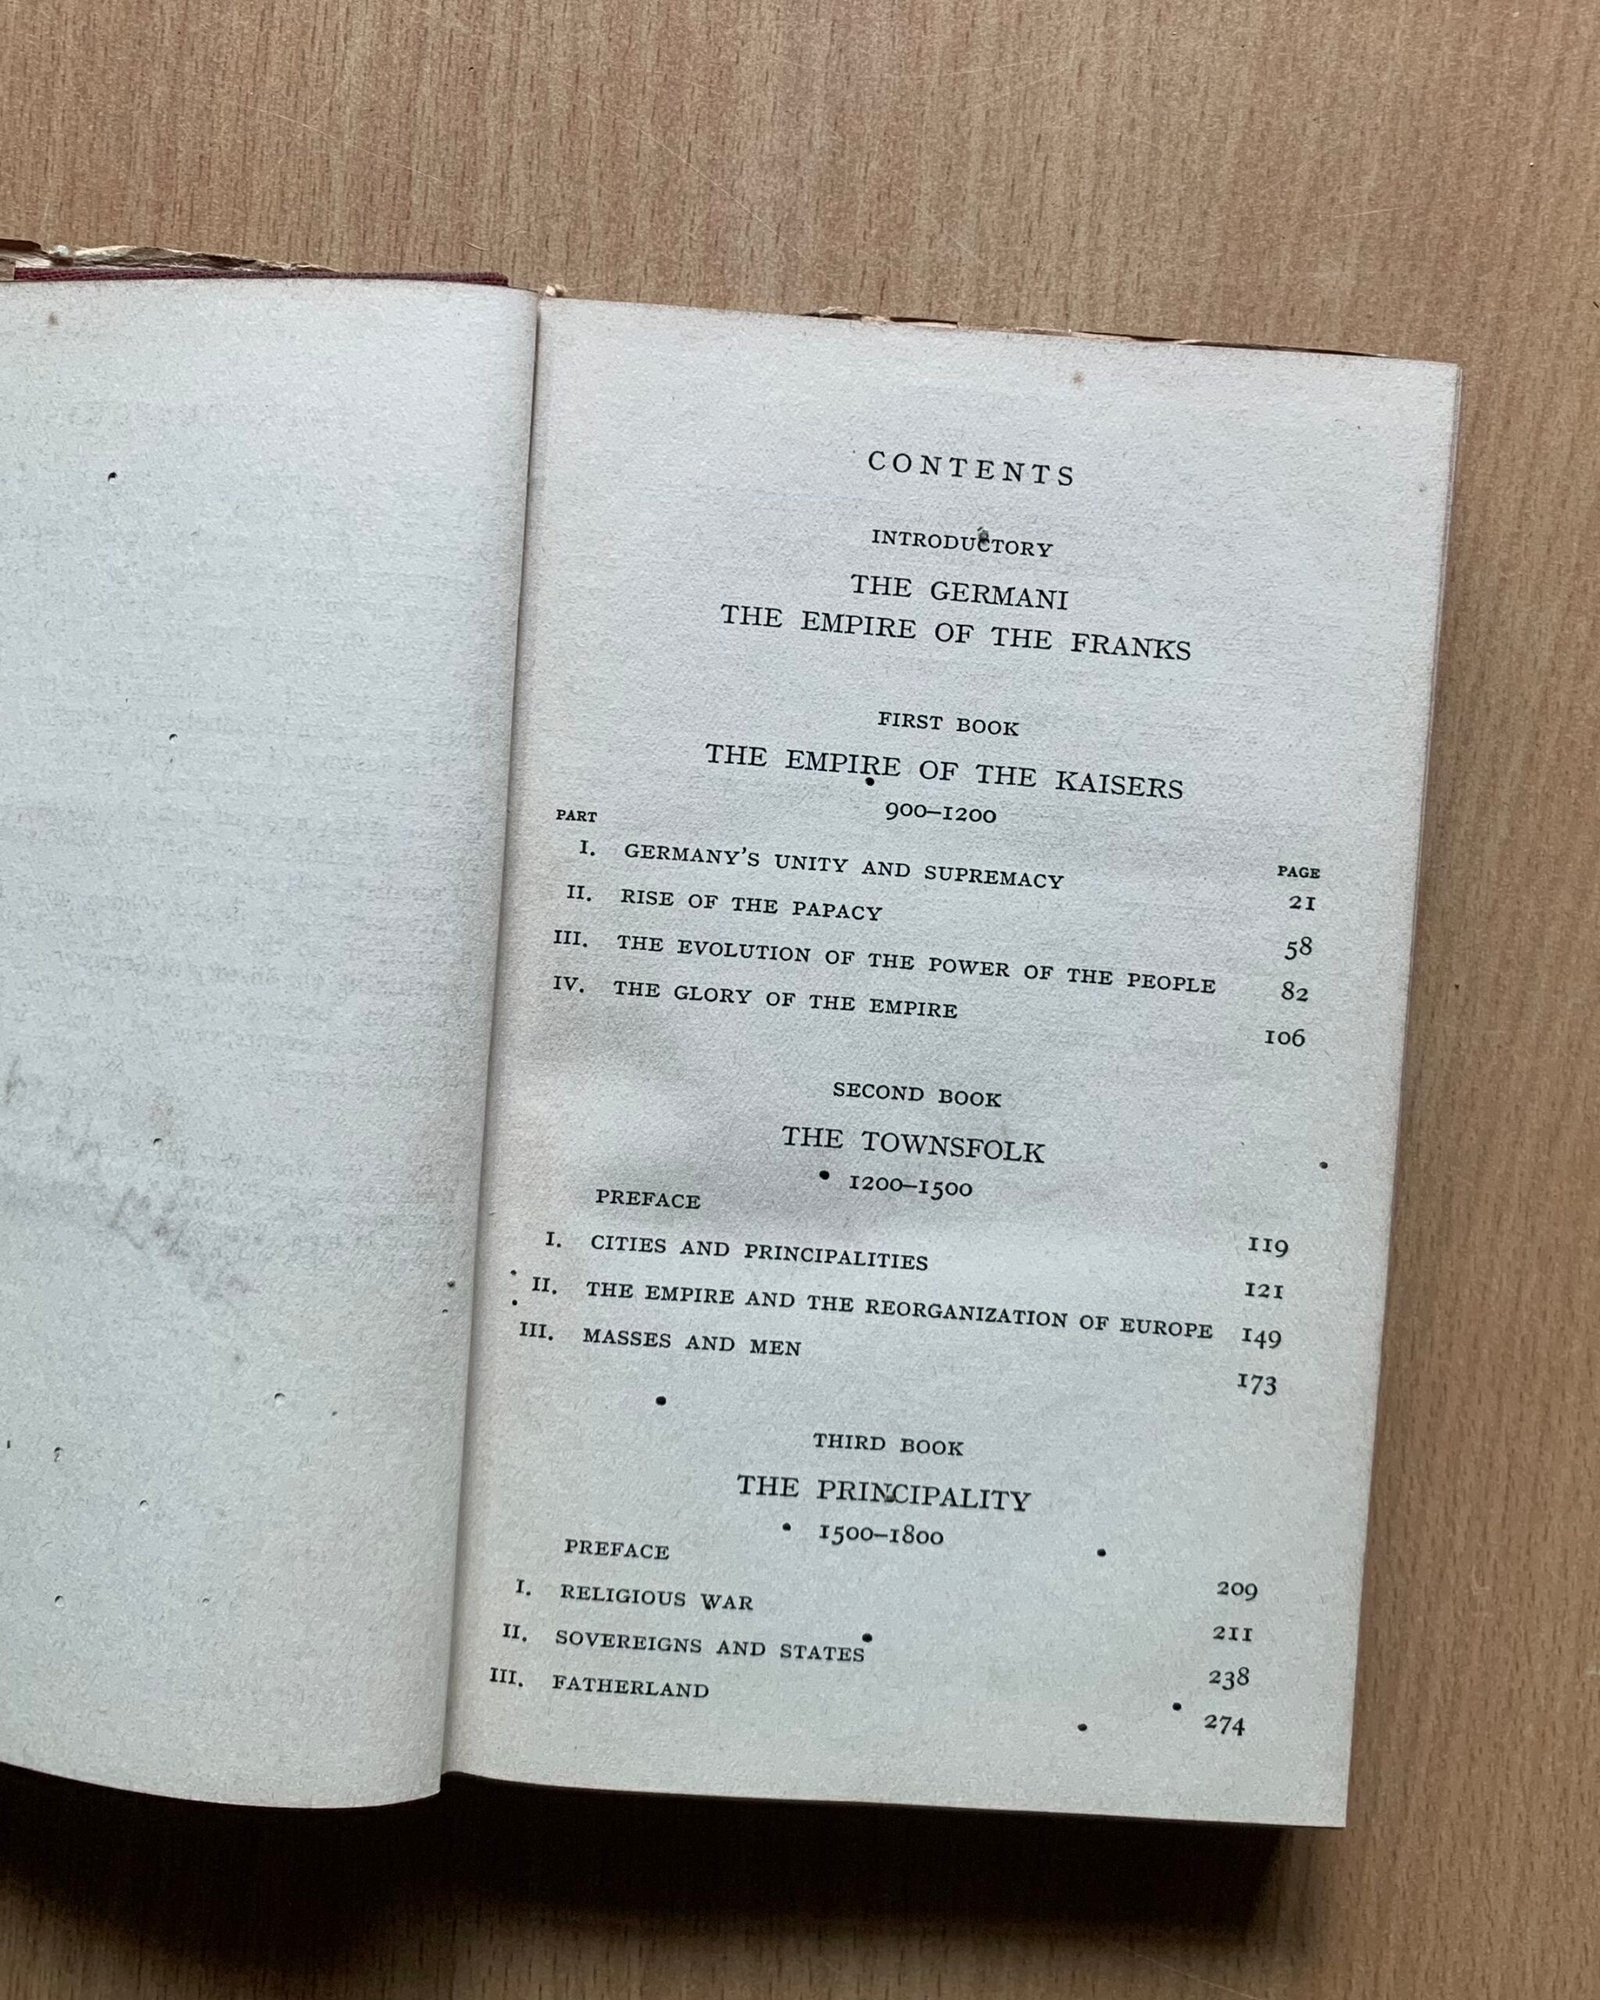 CONTENTS
INTRODUCTORY
THE GERMANI
THE EMPIRE OF THE FRANKS
FIRST BOOK
THE EMPIRE OF THE KAISERS
900–1200
PART PAGE
I. GERMANY'S UNITY AND SUPREMACY 21
II. RISE OF THE PAPACY 58
III. THE EVOLUTION OF THE POWER OF THE PEOPLE 82
IV. THE GLORY OF THE EMPIRE 106
SECOND BOOK
THE TOWNSFOLK
1200–1500
PREFACE 119
I. CITIES AND PRINCIPALITIES 121
II. THE EMPIRE AND THE REORGANIZATION OF EUROPE 149
III. MASSES AND MEN 173
THIRD BOOK
THE PRINCIPALITY
1500–1800
PREFACE 209
I. RELIGIOUS WAR 211
II. SOVEREIGNS AND STATES 238
III. FATHERLAND 274